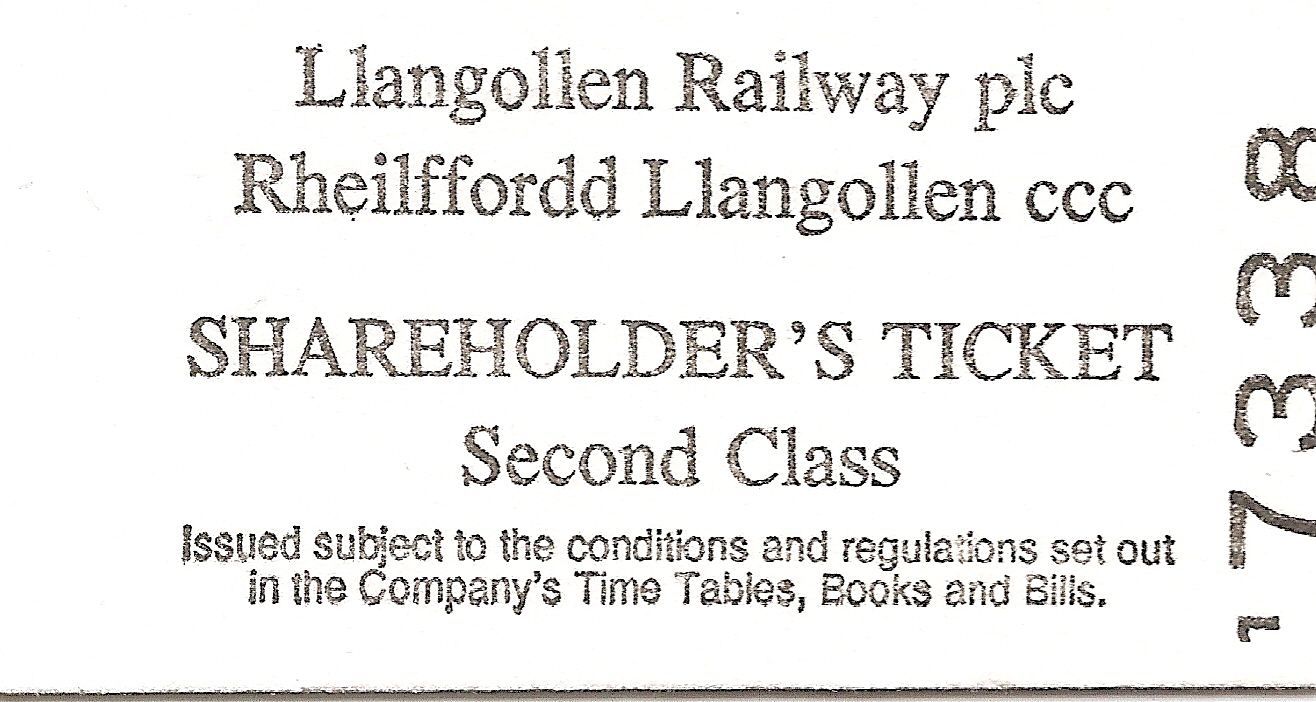 Llangollen Railway plc
Rheilffordd Llangollen ccc
SHAREHOLDER'S TICKET
Second Class
Issued subject to the conditions and regulations set out
in the Company's Time Tables, Books and Bills.
17338